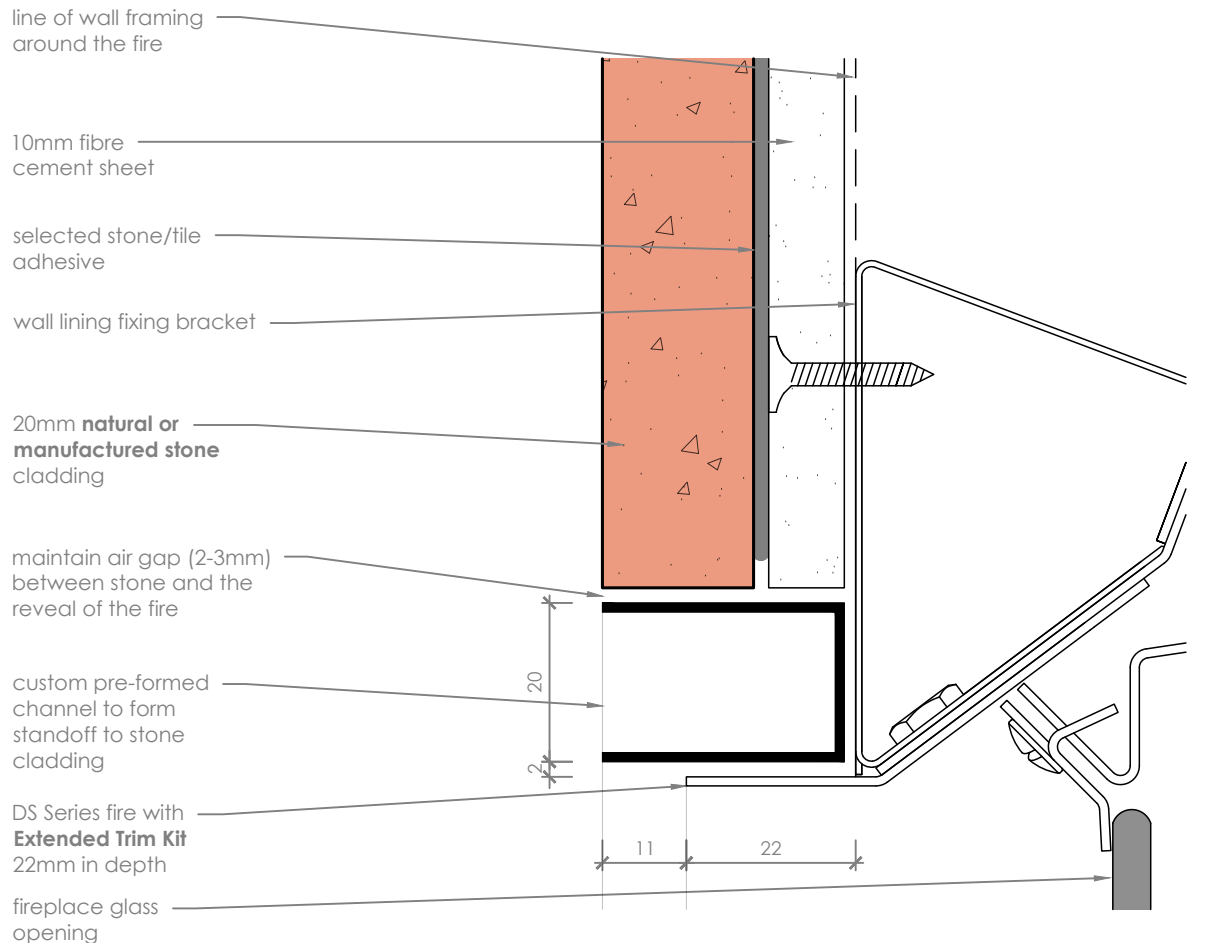 line of wall framing
around the fire
10mm fibre
cement sheet
selected stone/tile
adhesive
wall lining fixing bracket
20mm natural or
manufactured stone
cladding
maintain air gap (2-3mm)
between stone and the
reveal of the fire
custom pre-formed
channel to form
standoff to stone
cladding
DS Series fire with
Extended Trim Kit
22mm in depth
fireplace glass
opening
20
2
11
22